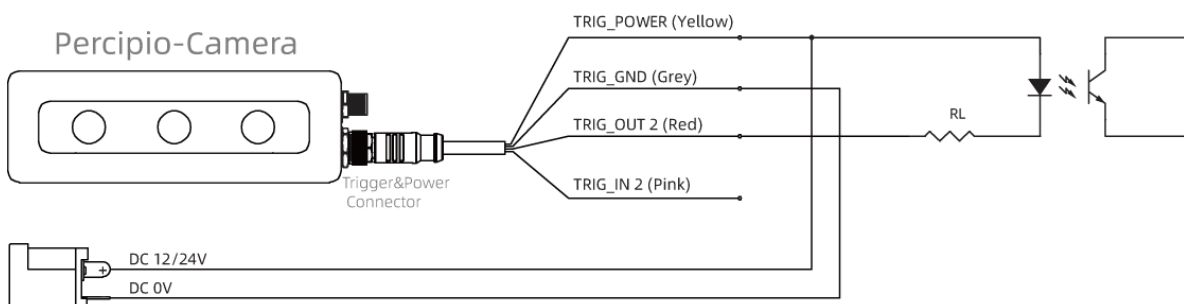 Percipio-Camera
TRIG_POWER (Yellow)
TRIG_GND (Grey)
TRIG_OUT 2 (Red)
TRIG_IN 2 (Pink)
RL
Trigger&Power
Connector
DC 12/24V
+
DC 0V